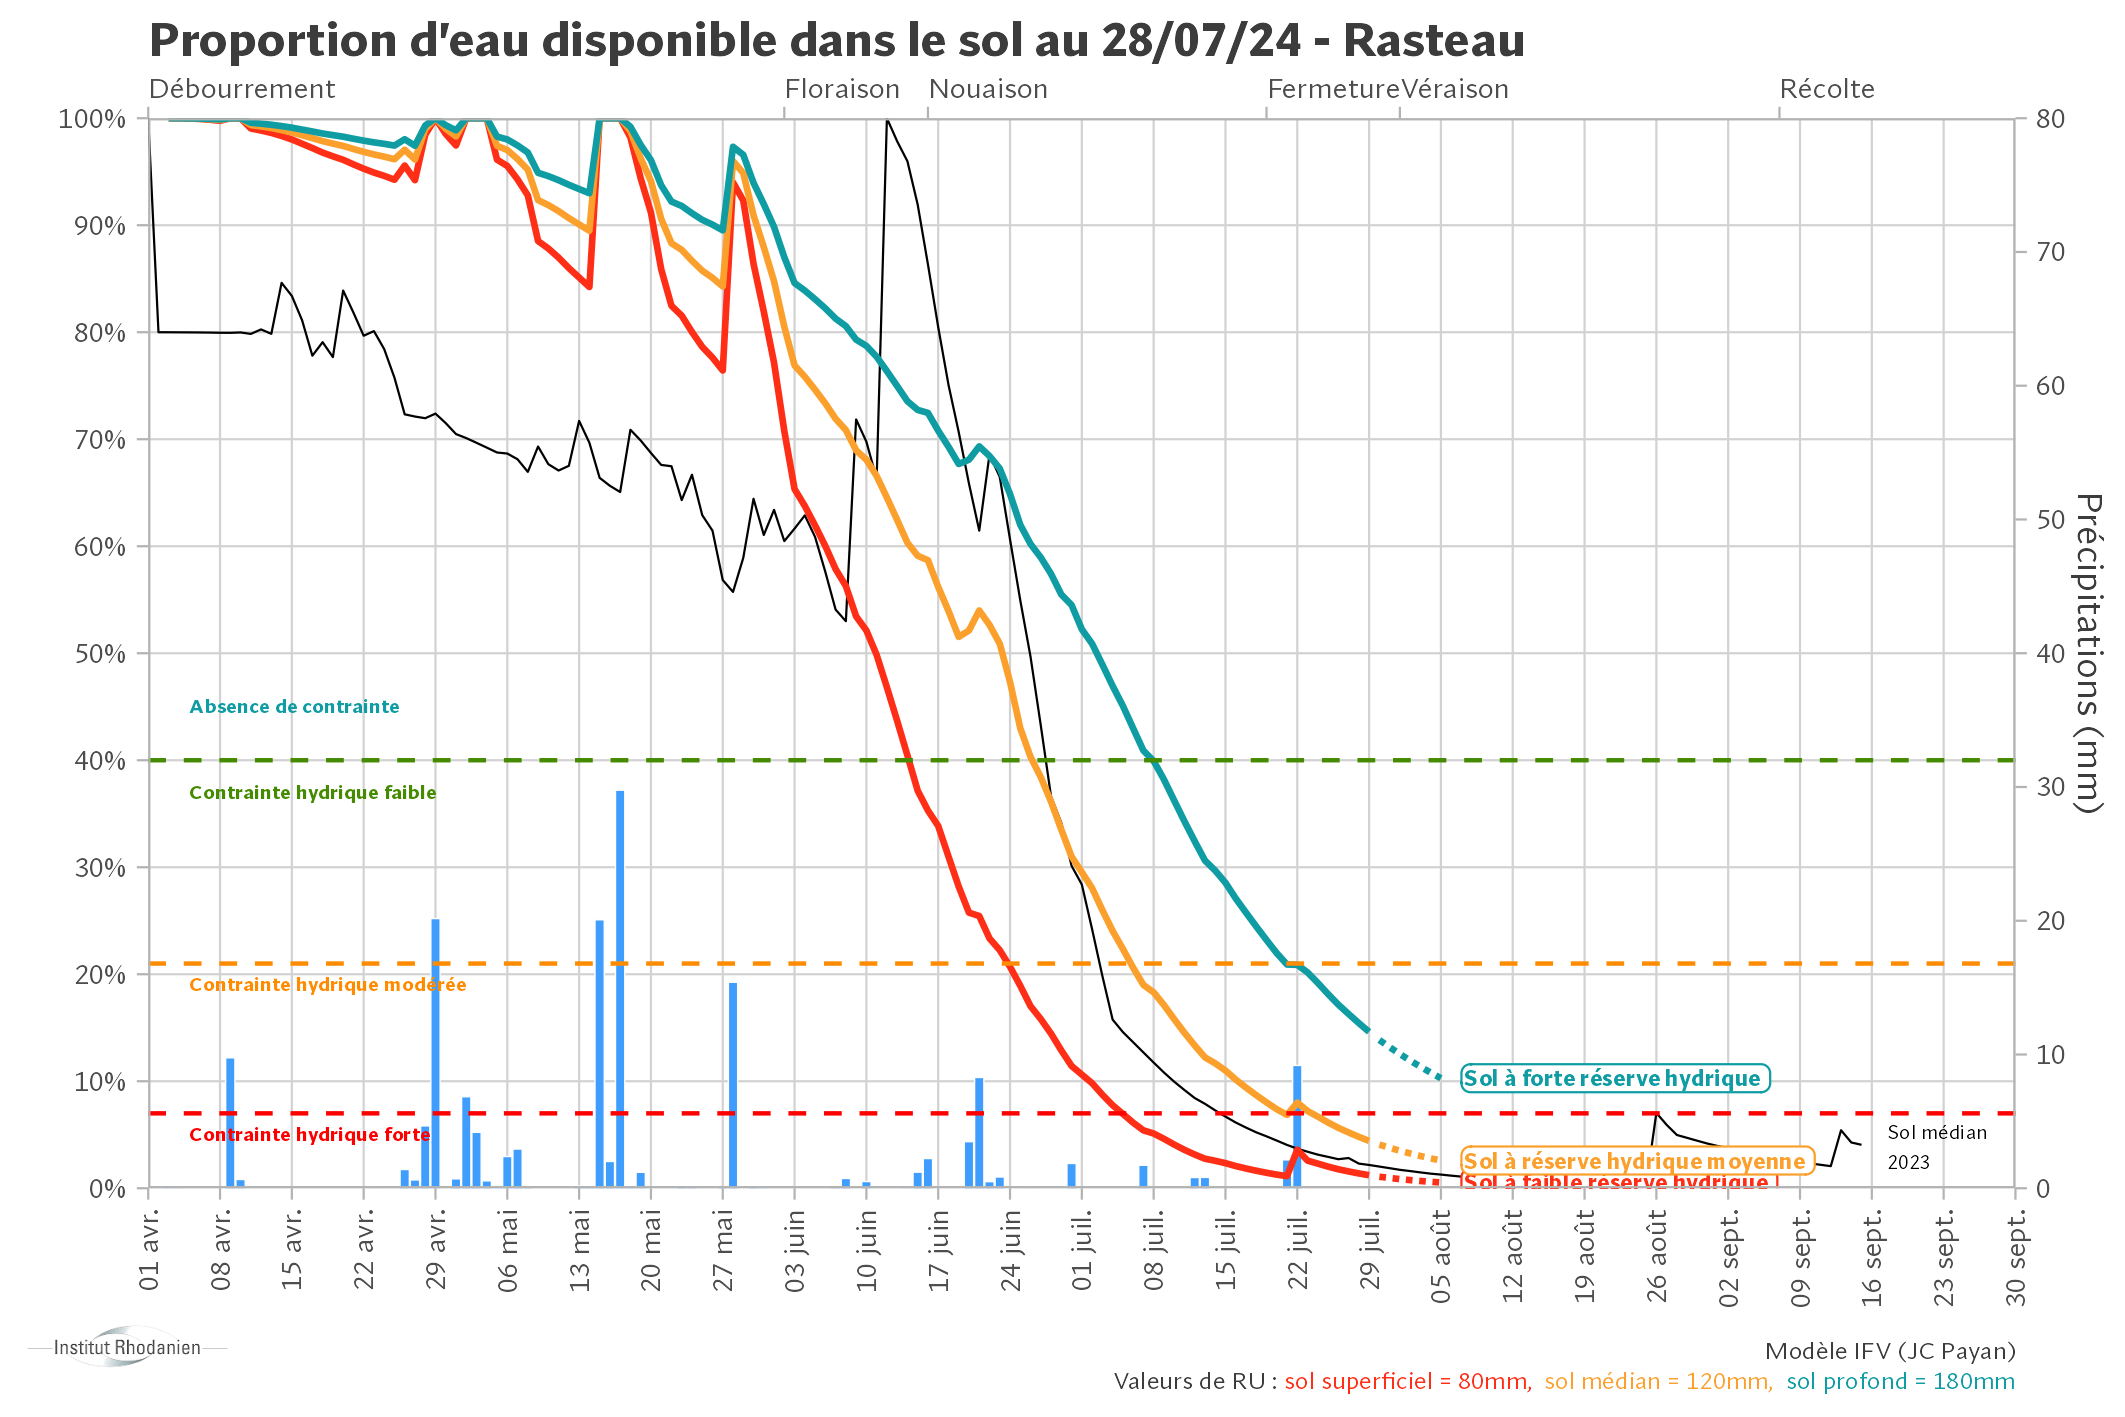 Proportion d'eau disponible dans le sol au 28/07/24 - Rasteau
Débourrement Floraison Nouaison Fermeture Véraison Récolte
100%
90%
80%
70%
60%
50%
40%
30%
20%
10%
0%
80
70
60
50
40
30
20
10
0
Précipitations (mm)
Absence de contrainte
Contrainte hydrique faible
Contrainte hydrique modérée
Contrainte hydrique forte
Sol à forte réserve hydrique
Sol à réserve hydrique moyenne
Sol à faible réserve hydrique
Sol médian
2023
01 avr.
08 avr.
15 avr.
22 avr.
29 avr.
06 mai
13 mai
20 mai
27 mai
03 juin
10 juin
17 juin
24 juin
01 juil.
08 juil.
15 juil.
22 juil.
29 juil.
05 août
12 août
19 août
26 août
02 sept.
09 sept.
16 sept.
23 sept.
30 sept.
Institut Rhodanien
Modèle IFV (JC Payan)
Valeurs de RU : sol superficiel = 80mm, sol médian = 120mm, sol profond = 180mm